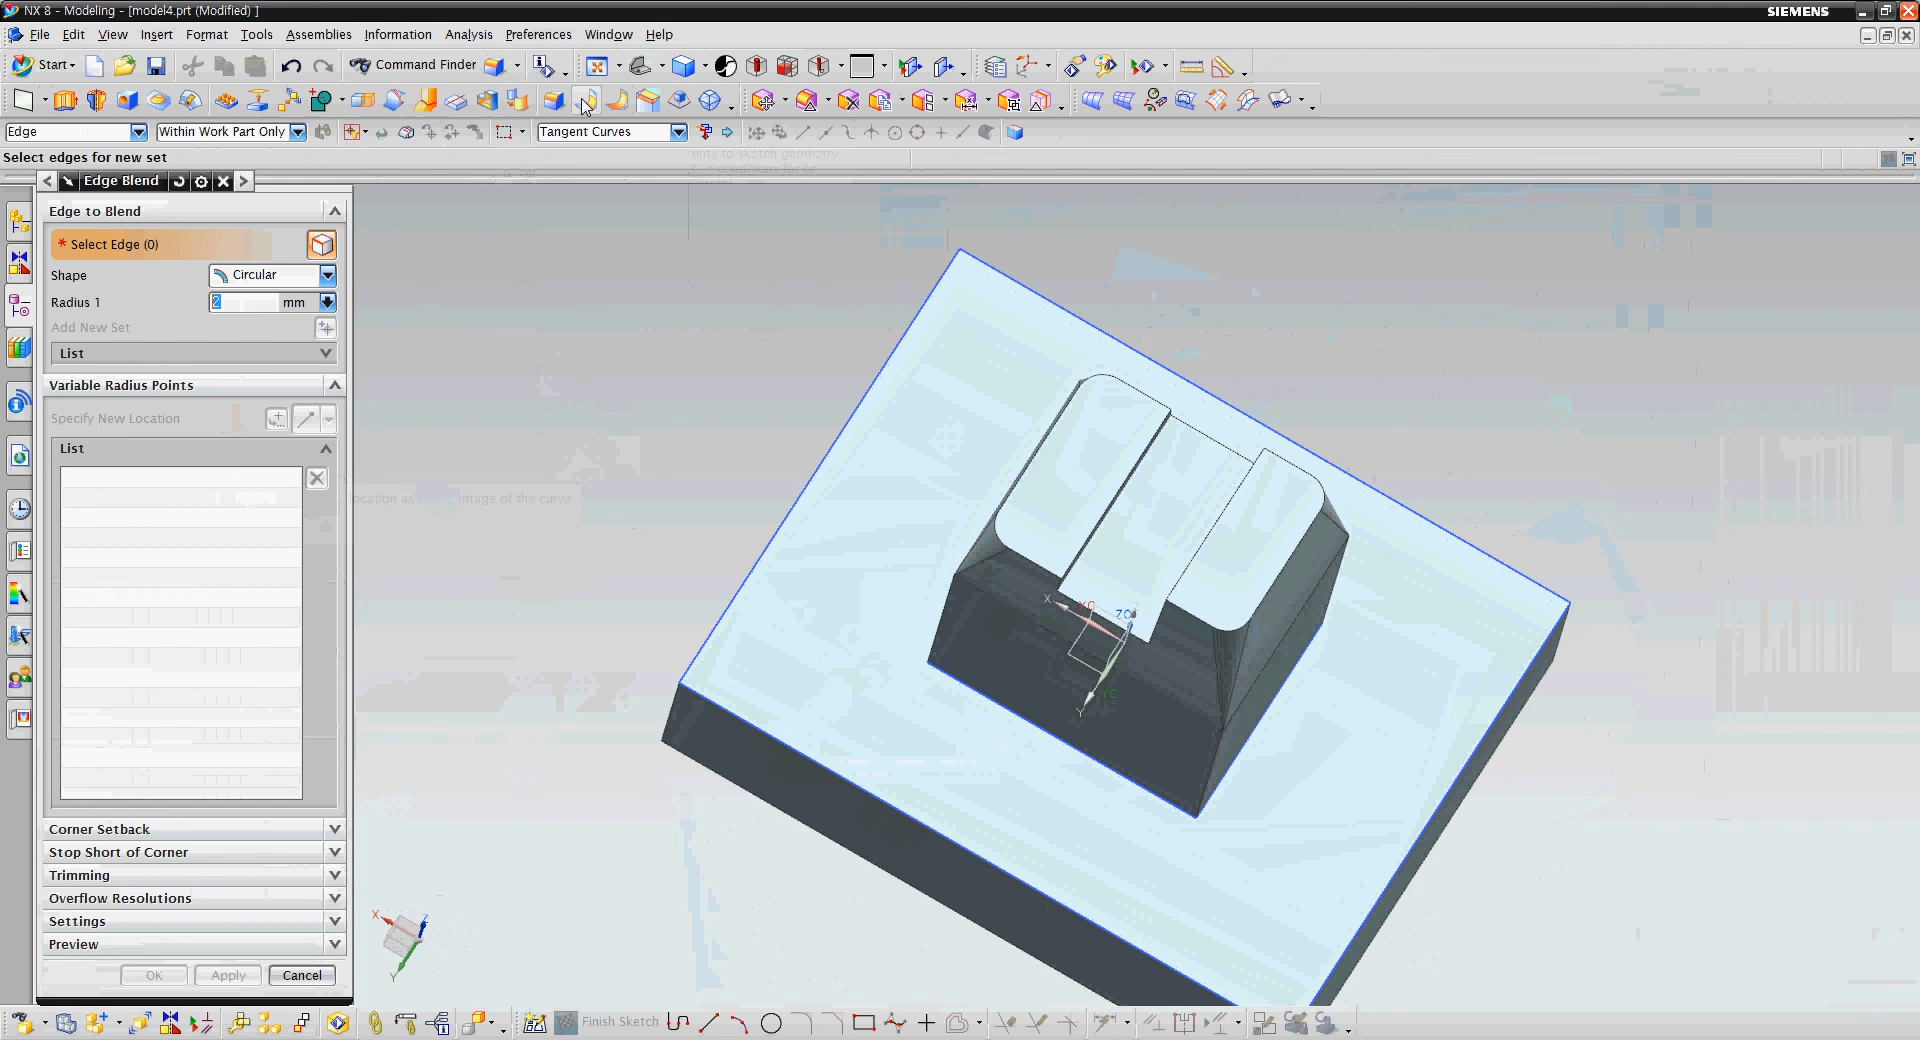 NX 8 - Modeling - [model4.prt (Modified) ]
SIEMENS
File Edit View Insert Format Tools Assemblies Information Analysis Preferences Window Help
Start
Command Finder
Edge
Within Work Part Only
Tangent Curves
Select edges for new set
Edge Blend
Edge to Blend
* Select Edge (0)
Shape
Circular
Radius 1
2
mm
Add New Set
List
Variable Radius Points
Specify New Location
List
Corner Setback
Stop Short of Corner
Trimming
Overflow Resolutions
Settings
Preview
OK
Apply
Cancel
X
XC
ZC
YC
Y
X
Z
Y
Finish Sketch